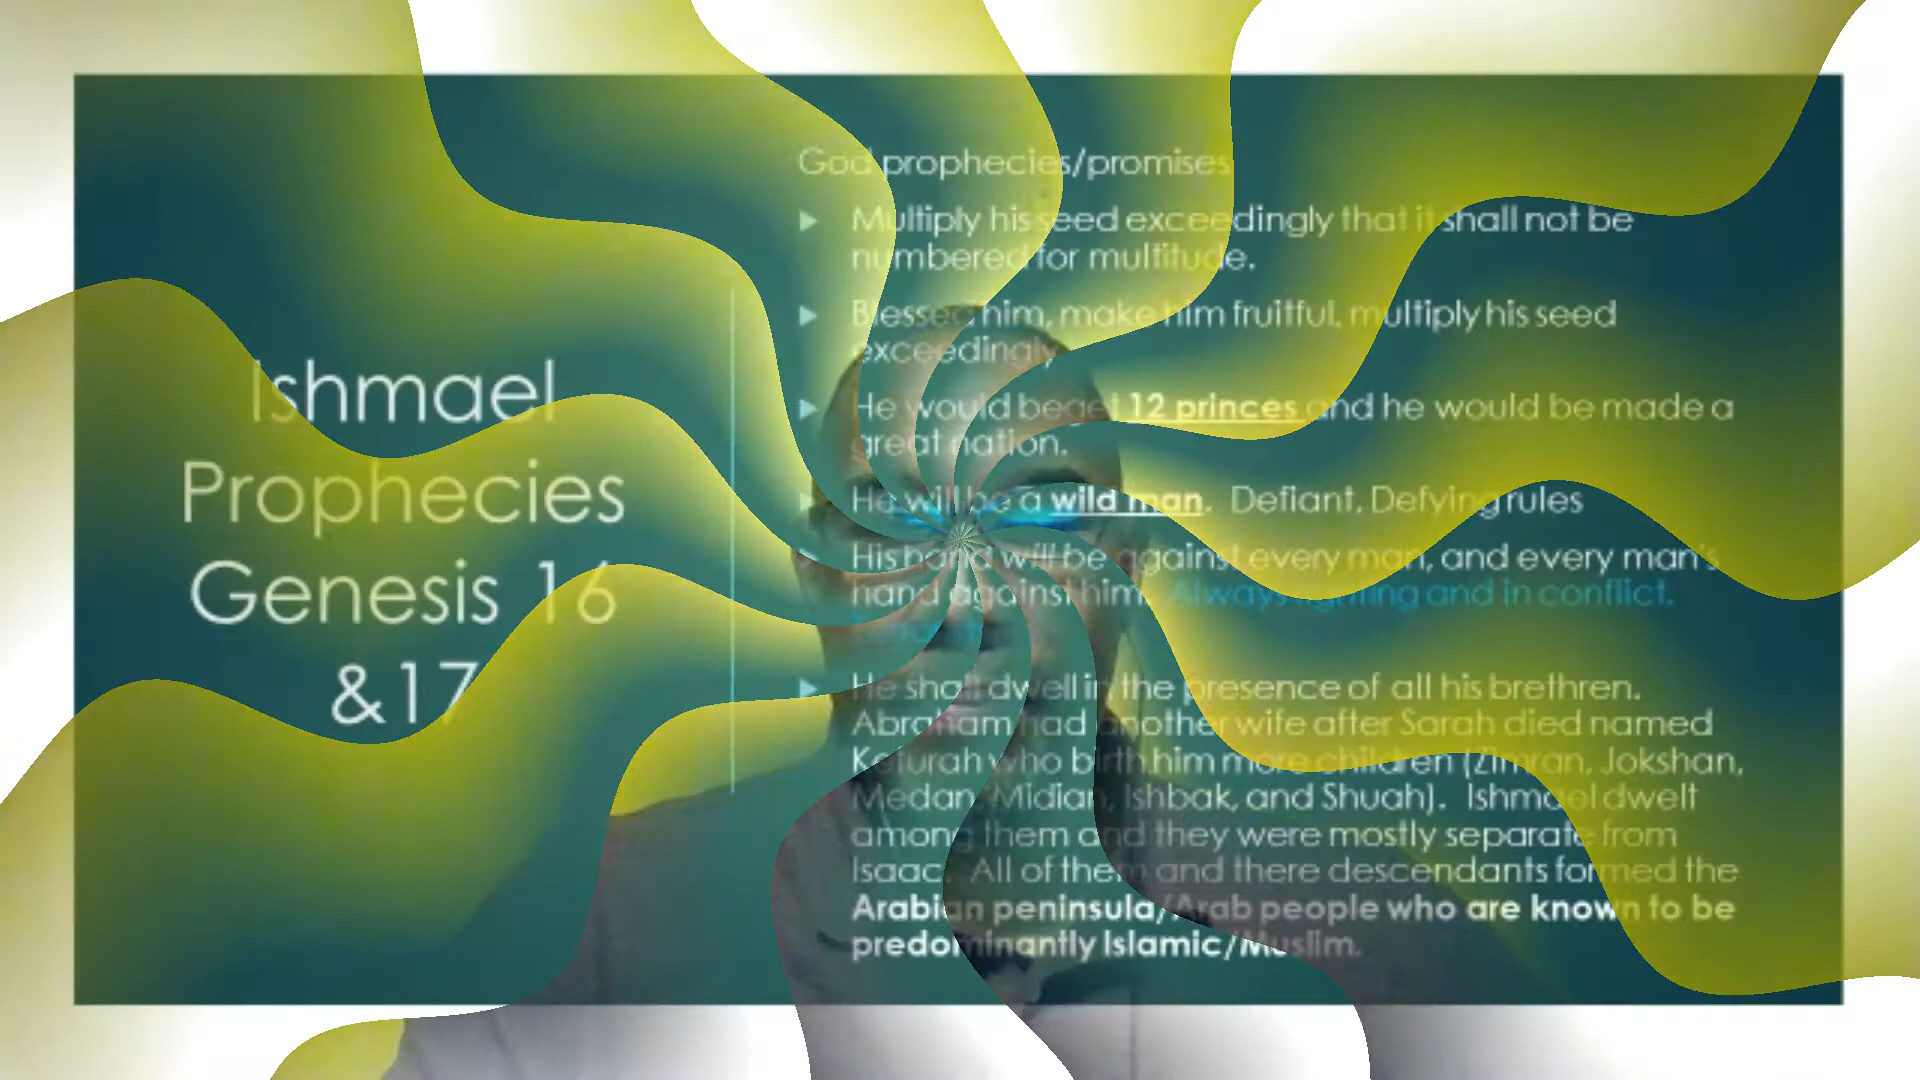 Ishmael
Prophecies
Genesis 16
&17
God prophecies/promises
Multiply his seed exceedingly that it shall not be
numbered for multitude.
Blessed him, make him fruitful, multiply his seed
exceedingly
He would beget 12 princes and he would be made a
great nation.
He will be a wild man. Defiant, Defying rules
His hand will be against every man, and every man's
hand against him. Always fighting and in conflict.
He shall dwell in the presence of all his brethren.
Abraham had another wife after Sarah died named
Keturah who birth him more children (Zimran, Jokshan,
Medan, Midian, Ishbak, and Shuah). Ishmael dwelt
among them and they were mostly separate from
Isaac. All of them and there descendants formed the
Arabian peninsula/Arab people who are known to be
predominantly Islamic/Muslim.